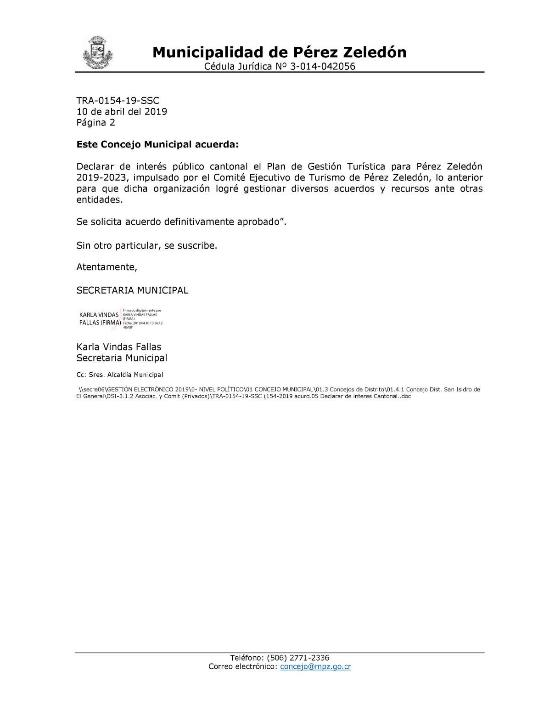 Municipalidad de Pérez Zeledón
Cédula Jurídica Nº 3-014-042056
TRA-0154-19-SSC
10 de abril del 2019
Página 2
Este Concejo Municipal acuerda:
Declarar de interés público cantonal el Plan de Gestión Turística para Pérez Zeledón
2019-2023, impulsado por el Comité Ejecutivo de Turismo de Pérez Zeledón, lo anterior
para que dicha organización logré gestionar diversos acuerdos y recursos ante otras
entidades.
Se solicita acuerdo definitivamente aprobado”.
Sin otro particular, se suscribe.
Atentamente,
SECRETARIA MUNICIPAL
KARLA VINDAS
FALLAS (FIRMA)
Karla Vindas Fallas
Secretaria Municipal
Cc: Sres. Alcaldía Municipal
\\secre06\GESTIÓN ELECTRÓNICO 2019\0- NIVEL POLÍTICO\01 CONCEJO MUNICIPAL\01.3 Concejos de Distrito\01.4.1 Concejo Dist. San Isidro de
El General\DSI-3.1.2 Asociac. y Comit (Privados)\TRA-0154-19-SSC (154-2019 acuro.05 Declarar de interes Cantonal..doc
Teléfono: (506) 2771-2336
Correo electrónico: concejo@mpz.go.cr